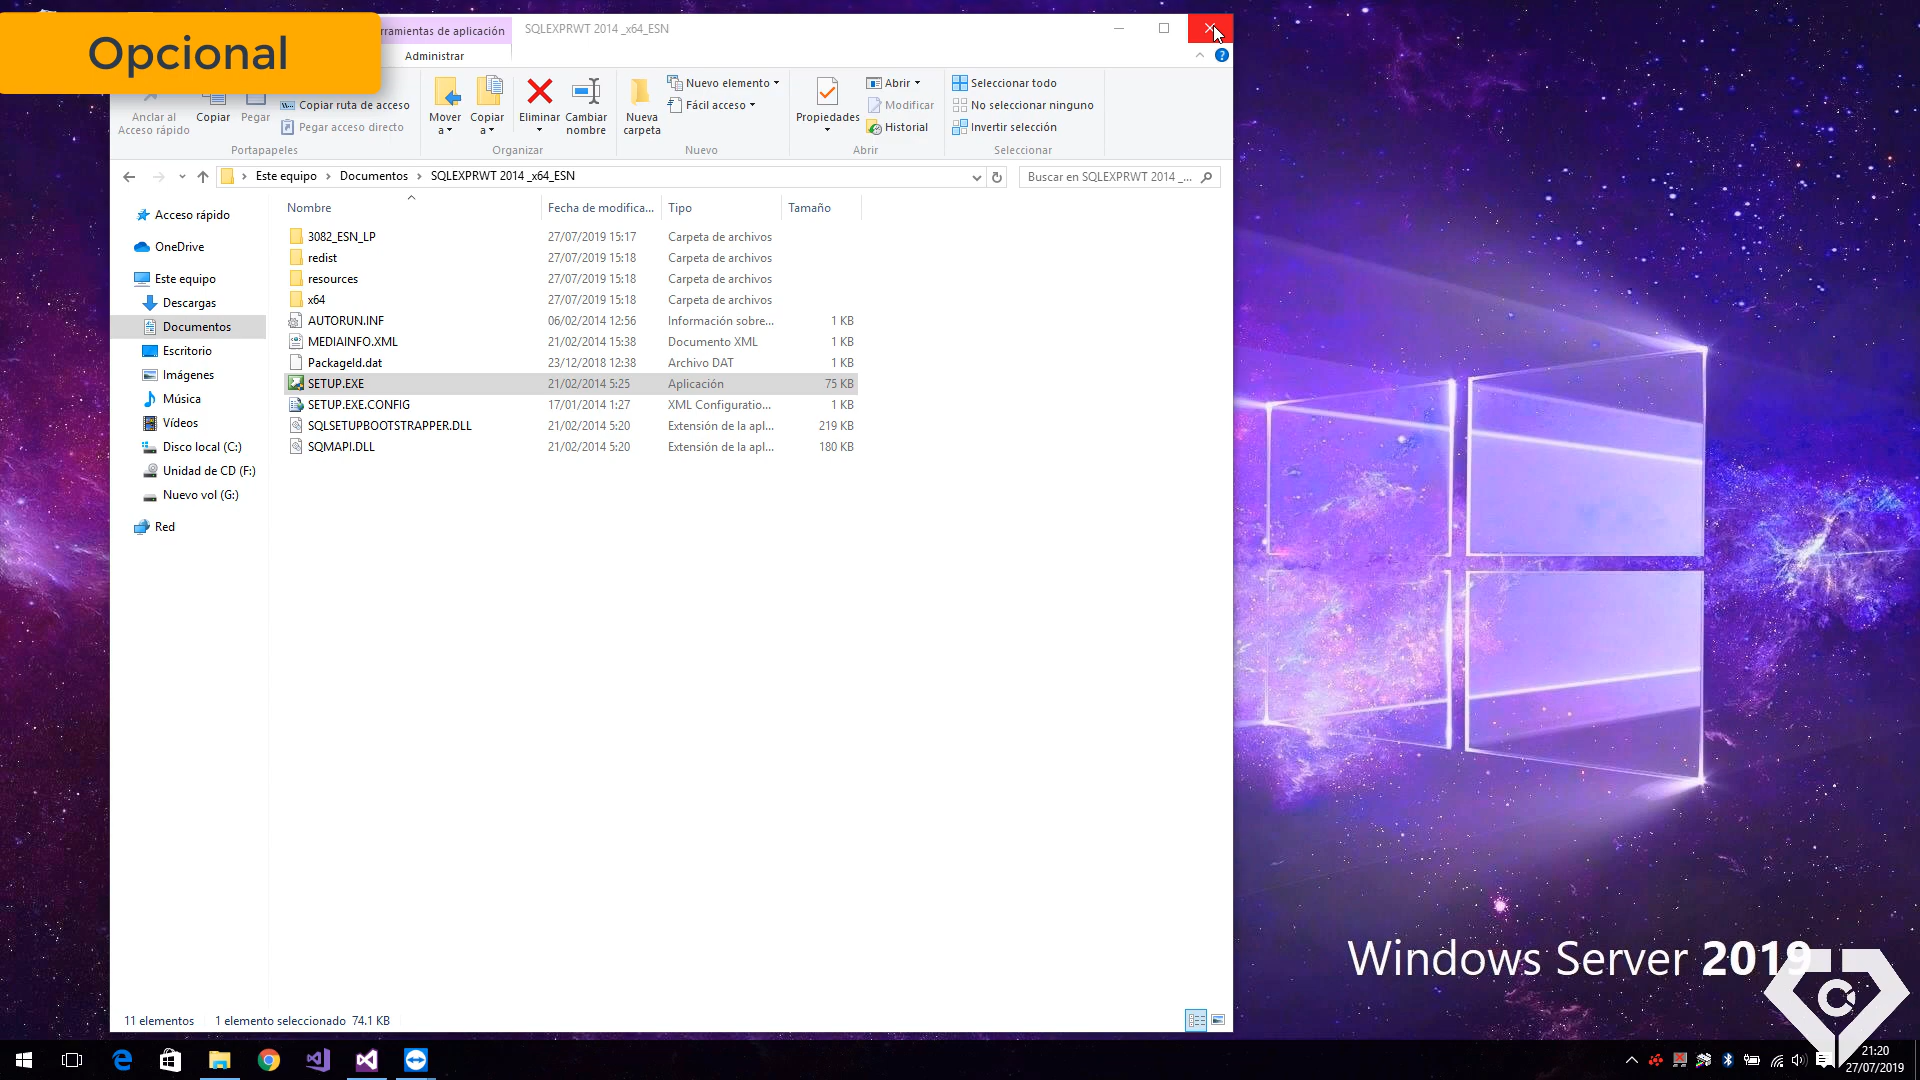 Opcional
rramientas de aplicación
SQLEXPRWT 2014 _x64_ESN
Administrar
Anclar al
Acceso rápido
Copiar
Pegar
Copiar ruta de acceso
Pegar acceso directo
Portapapeles
Mover
a
Copiar
a
Eliminar
Cambiar
nombre
Organizar
Nueva
carpeta
Nuevo elemento
Fácil acceso
Nuevo
Propiedades
Abrir
Modificar
Historial
Abrir
Seleccionar todo
No seleccionar ninguno
Invertir selección
Seleccionar
Este equipo > Documentos > SQLEXPRWT 2014 _x64_ESN
Buscar en SQLEXPRWT 2014 _...
Acceso rápido
OneDrive
Este equipo
Descargas
Documentos
Escritorio
Imágenes
Música
Vídeos
Disco local (C:)
Unidad de CD (F:)
Nuevo vol (G:)
Red
Nombre Fecha de modifica... Tipo Tamaño
3082_ESN_LP 27/07/2019 15:17 Carpeta de archivos
redist 27/07/2019 15:18 Carpeta de archivos
resources 27/07/2019 15:18 Carpeta de archivos
x64 27/07/2019 15:18 Carpeta de archivos
AUTORUN.INF 06/02/2014 12:56 Información sobre... 1 KB
MEDIAINFO.XML 21/02/2014 15:38 Documento XML 1 KB
PackageId.dat 23/12/2018 12:38 Archivo DAT 1 KB
SETUP.EXE 21/02/2014 5:25 Aplicación 75 KB
SETUP.EXE.CONFIG 17/01/2014 1:27 XML Configuratio... 1 KB
SQLSETUPBOOTSTRAPPER.DLL 21/02/2014 5:20 Extensión de la apl... 219 KB
SQMAPI.DLL 21/02/2014 5:20 Extensión de la apl... 180 KB
11 elementos 1 elemento seleccionado 74.1 KB
Windows Server 2019
21:20
27/07/2019